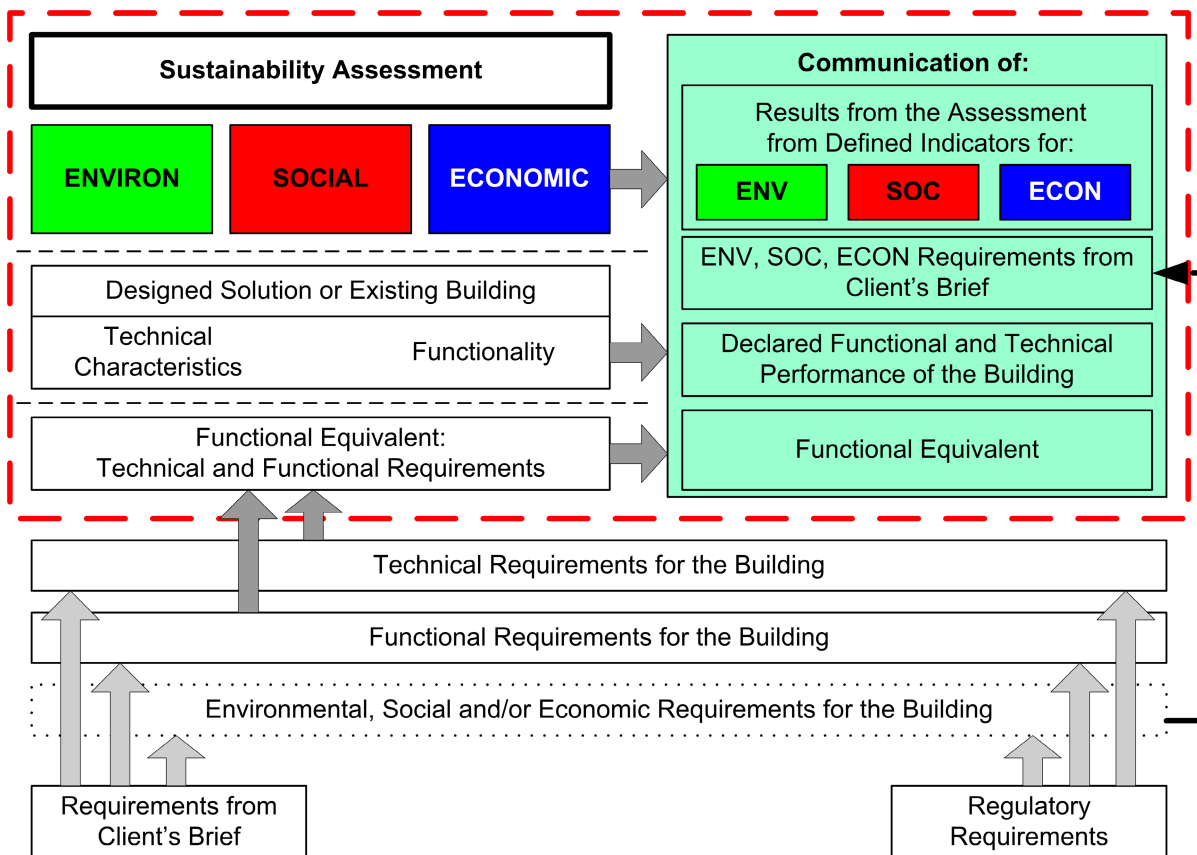 Sustainability Assessment
ENVIRON
SOCIAL
ECONOMIC
Designed Solution or Existing Building
Technical
Characteristics
Functionality
Functional Equivalent:
Technical and Functional Requirements
Communication of:
Results from the Assessment
from Defined Indicators for:
ENV
SOC
ECON
ENV, SOC, ECON Requirements from
Client’s Brief
Declared Functional and Technical
Performance of the Building
Functional Equivalent
Technical Requirements for the Building
Functional Requirements for the Building
Environmental, Social and/or Economic Requirements for the Building
Requirements from
Client’s Brief
Regulatory
Requirements